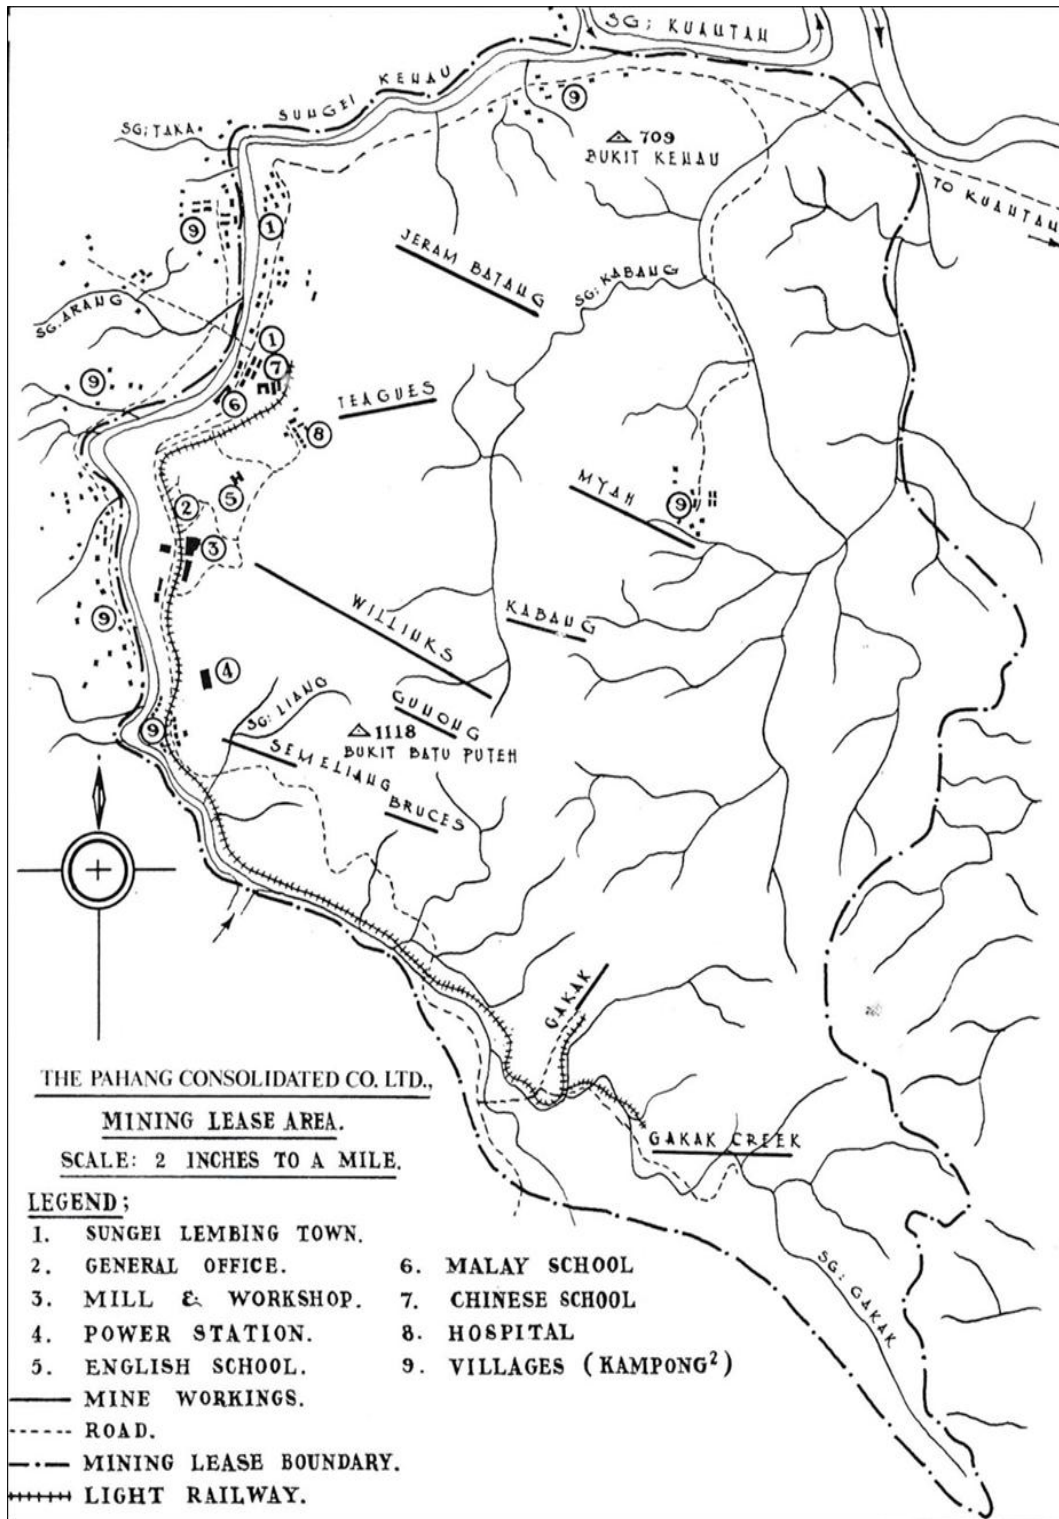 SG; KUANTAN
SUNGEI KENAU
SG; TAKA
9
709
BUKIT KENAU
TO KUANTAN
9
1
JERAM BATANG
SG; KABANG
SG. ARANG
1
7
9
6
TEAGUES
8
5
2
MYAH
9
3
WILLINKS
KABANG
9
4
SG; LIANG
GUNONG
9
1118
BUKIT BATU PUTEH
SEMELIANG
BRUCES
GAKAK
GAKAK CREEK
SG; GAKAK
THE PAHANG CONSOLIDATED CO. LTD.,
MINING LEASE AREA.
SCALE: 2 INCHES TO A MILE.
LEGEND;
1. SUNGEI LEMBING TOWN.
2. GENERAL OFFICE.
3. MILL & WORKSHOP.
4. POWER STATION.
5. ENGLISH SCHOOL.
6. MALAY SCHOOL
7. CHINESE SCHOOL
8. HOSPITAL
9. VILLAGES (KAMPONG²)
MINE WORKINGS.
ROAD.
MINING LEASE BOUNDARY.
LIGHT RAILWAY.